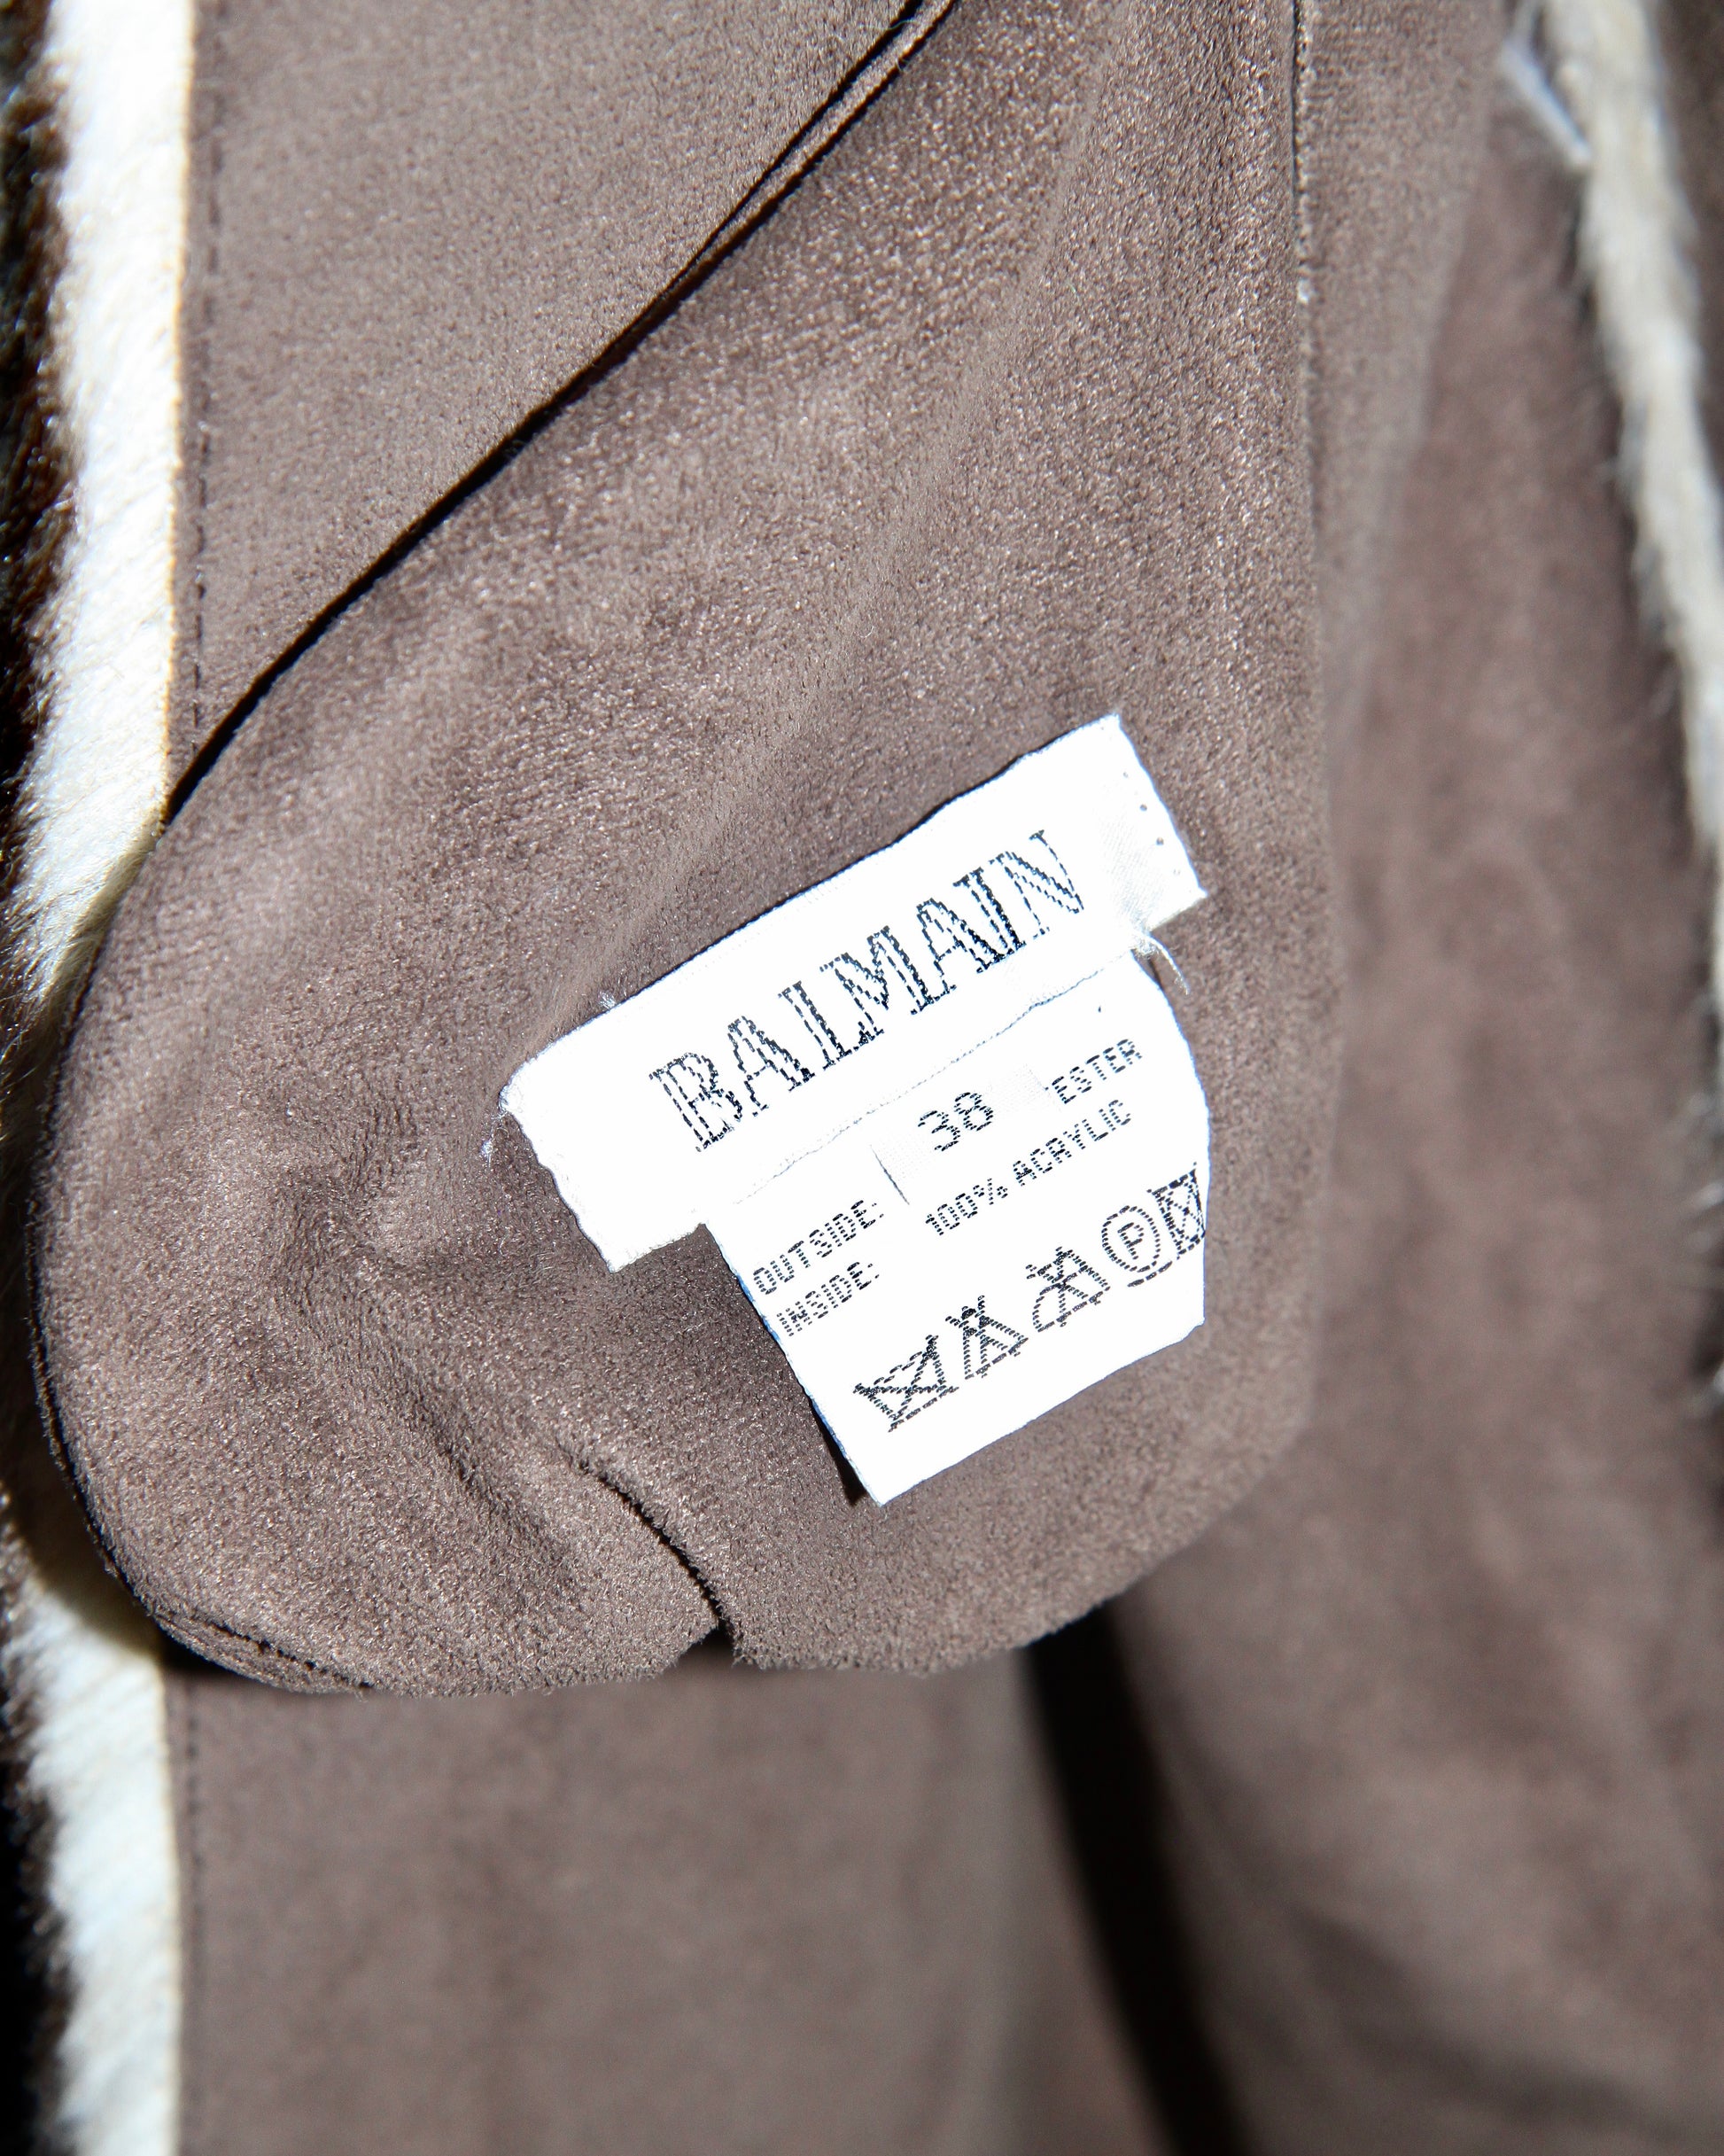 BALMAIN
38
OUTSIDE: ESTER
INSIDE: 100% ACRYLIC
P